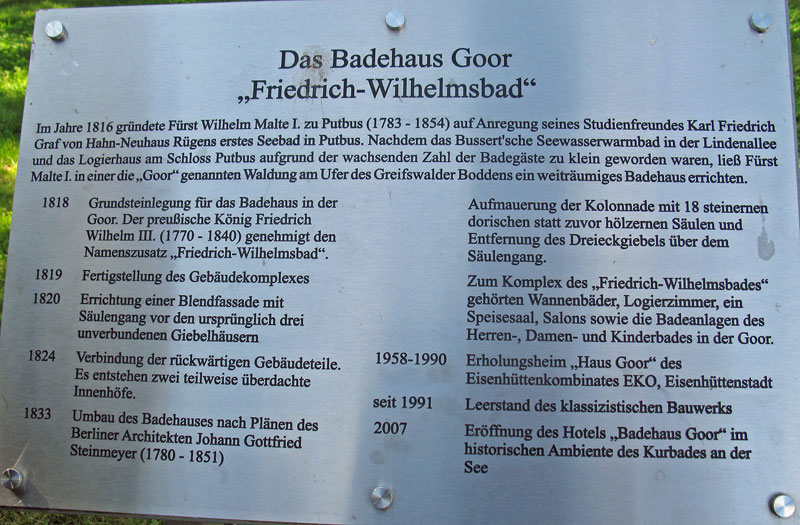 Das Badehaus Goor
„Friedrich-Wilhelmsbad“
Im Jahre 1816 gründete Fürst Wilhelm Malte I. zu Putbus (1783 - 1854) auf Anregung seines Studienfreundes Karl Friedrich
Graf von Hahn-Neuhaus Rügens erstes Seebad in Putbus. Nachdem das Bussert'sche Seewasserwarmbad in der Lindenallee
und das Logierhaus am Schloss Putbus aufgrund der wachsenden Zahl der Badegäste zu klein geworden waren, ließ Fürst
Malte I. in einer die „Goor“ genannten Waldung am Ufer des Greifswalder Boddens ein weiträumiges Badehaus errichten.
1818 Grundsteinlegung für das Badehaus in der
Goor. Der preußische König Friedrich
Wilhelm III. (1770 - 1840) genehmigt den
Namenszusatz „Friedrich-Wilhelmsbad“.
1819 Fertigstellung des Gebäudekomplexes
1820 Errichtung einer Blendfassade mit
Säulengang vor den ursprünglich drei
unverbundenen Giebelhäusern
1824 Verbindung der rückwärtigen Gebäudeteile.
Es entstehen zwei teilweise überdachte
Innenhöfe.
1833 Umbau des Badehauses nach Plänen des
Berliner Architekten Johann Gottfried
Steinmeyer (1780 - 1851)
Aufmauerung der Kolonnade mit 18 steinernen
dorischen statt zuvor hölzernen Säulen und
Entfernung des Dreieckgiebels über dem
Säulengang.
Zum Komplex des „Friedrich-Wilhelmsbades“
gehörten Wannenbäder, Logierzimmer, ein
Speisesaal, Salons sowie die Badeanlagen des
Herren-, Damen- und Kinderbades in der Goor.
1958-1990 Erholungsheim „Haus Goor“ des
Eisenhüttenkombinates EKO, Eisenhüttenstadt
seit 1991 Leerstand des klassizistischen Bauwerks
2007 Eröffnung des Hotels „Badehaus Goor“ im
historischen Ambiente des Kurbades an der
See